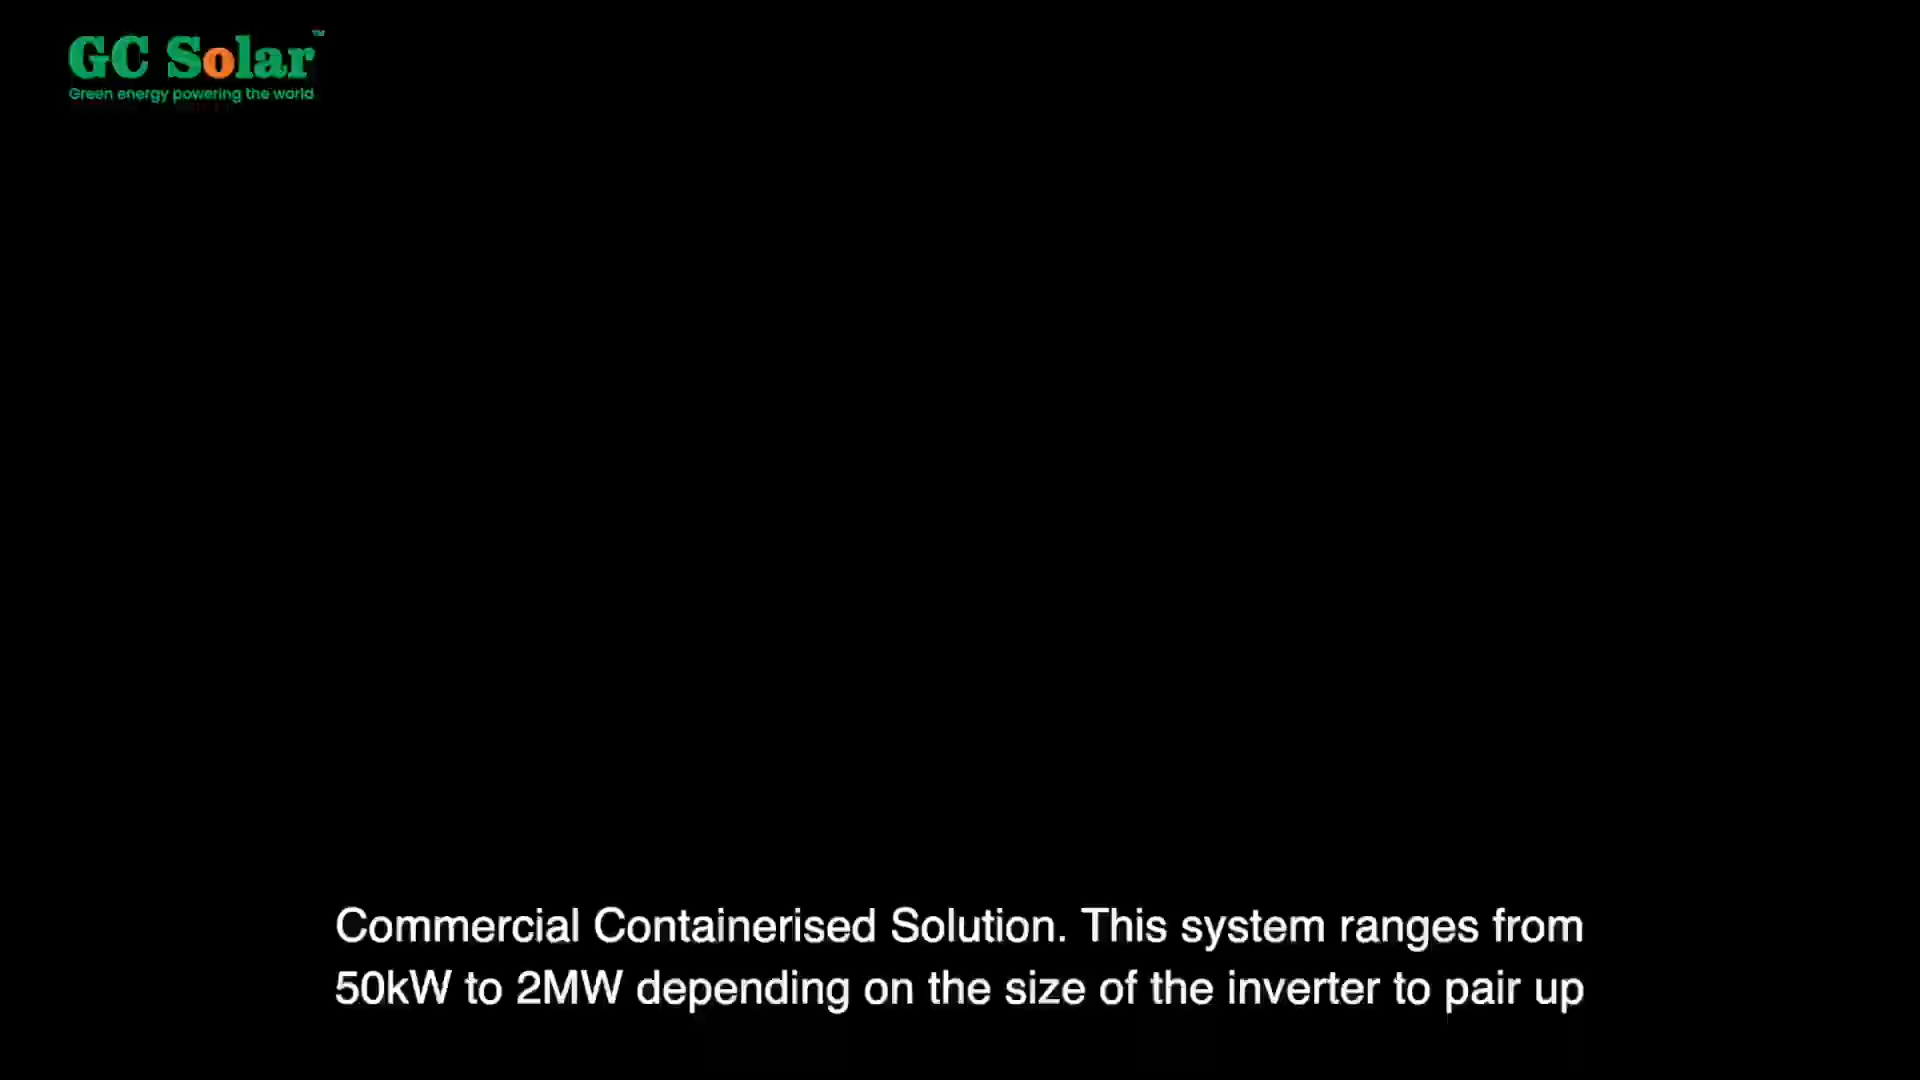 GC Solar™
Green energy powering the world
Commercial Containerised Solution. This system ranges from
50kW to 2MW depending on the size of the inverter to pair up